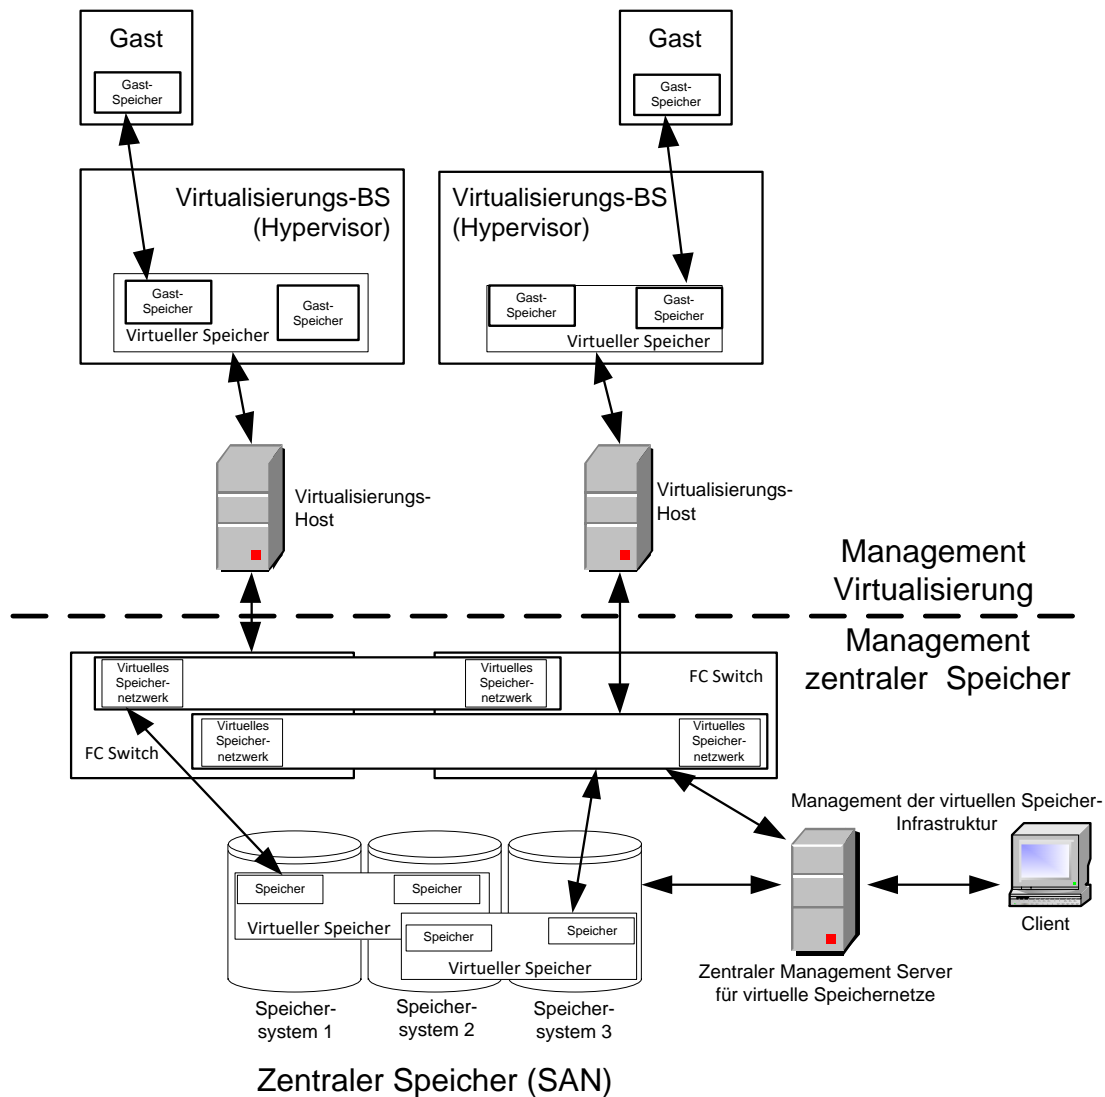 Gast
Gast-
Speicher
Gast
Gast-
Speicher
Virtualisierungs-BS
(Hypervisor)
Gast-
Speicher
Gast-
Speicher
Virtueller Speicher
Virtualisierungs-BS
(Hypervisor)
Gast-
Speicher
Gast-
Speicher
Virtueller Speicher
Virtualisierungs-
Host
Virtualisierungs-
Host
Management
Virtualisierung
Management
zentraler Speicher
Virtuelles
Speicher-
netzwerk
Virtuelles
Speicher-
netzwerk
FC Switch
Virtuelles
Speicher-
netzwerk
Virtuelles
Speicher-
netzwerk
FC Switch
Management der virtuellen Speicher-
Infrastruktur
Speicher
Speicher
Virtueller Speicher
Speicher
Speicher
Virtueller Speicher
Client
Zentraler Management Server
für virtuelle Speichernetze
Speicher-
system 1
Speicher-
system 2
Speicher-
system 3
Zentraler Speicher (SAN)